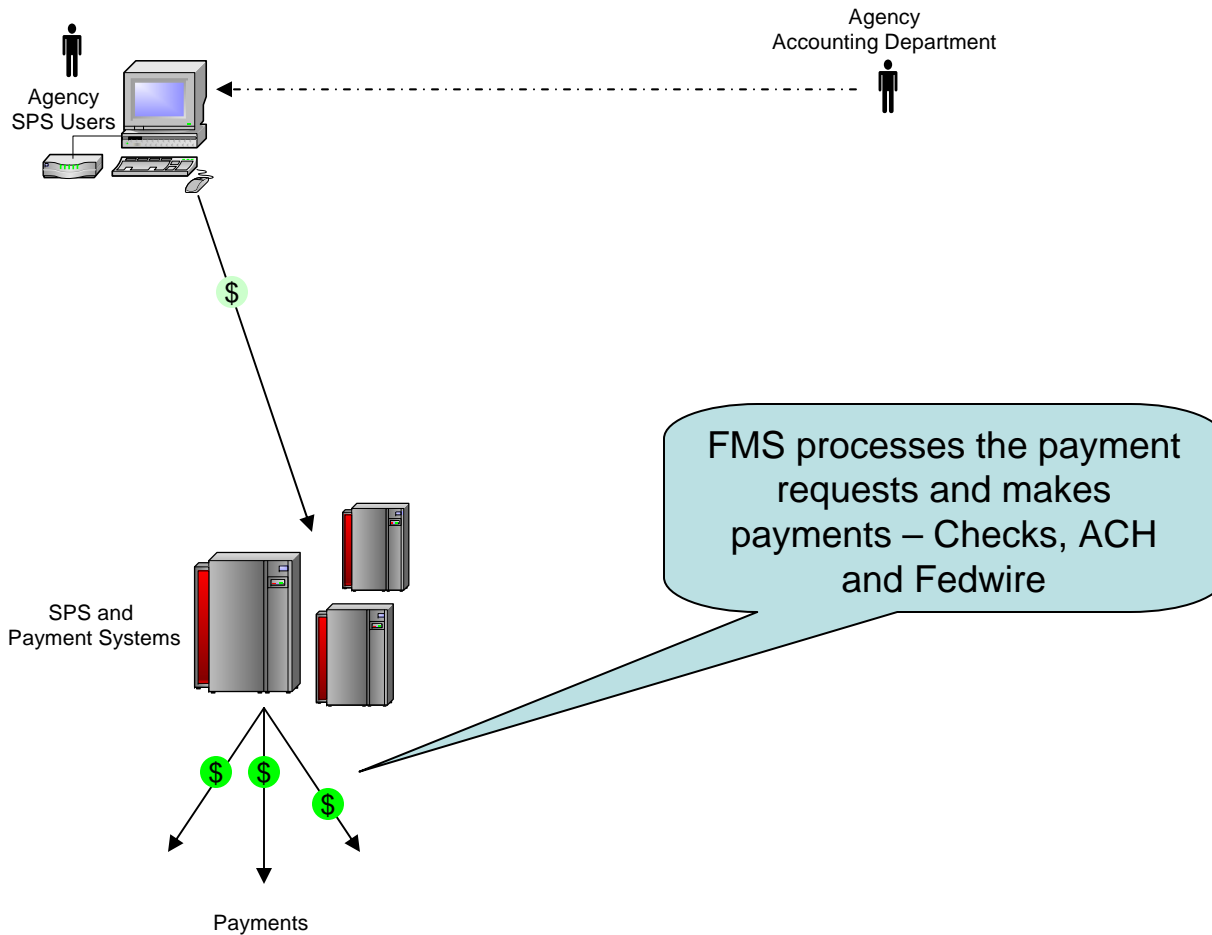 Agency
Accounting Department
Agency
SPS Users
$
FMS processes the payment
requests and makes
payments – Checks, ACH
and Fedwire
SPS and
Payment Systems
$
$
$
Payments